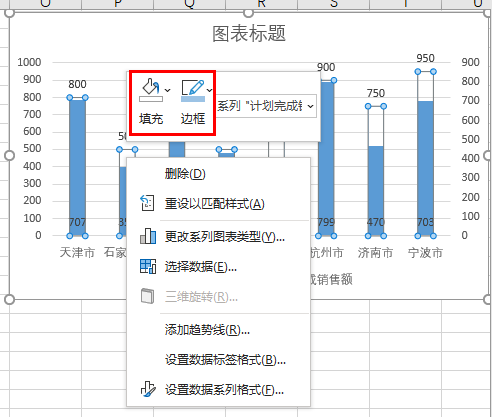 O P Q R S T U
图表标题
1000 900
900 800
800 700
700 600
600 500
500 400
400 300
300 200
200 100
100 0
0
800 900 750 950
707 799 470 703
天津市 石家 杭州市 济南市 宁波市
销售额
填充 边框 系列 "计划完成
删除(D)
重设以匹配样式(A)
更改系列图表类型(Y)...
选择数据(E)...
三维旋转(R)...
添加趋势线(R)...
设置数据标签格式(B)...
设置数据系列格式(F)...